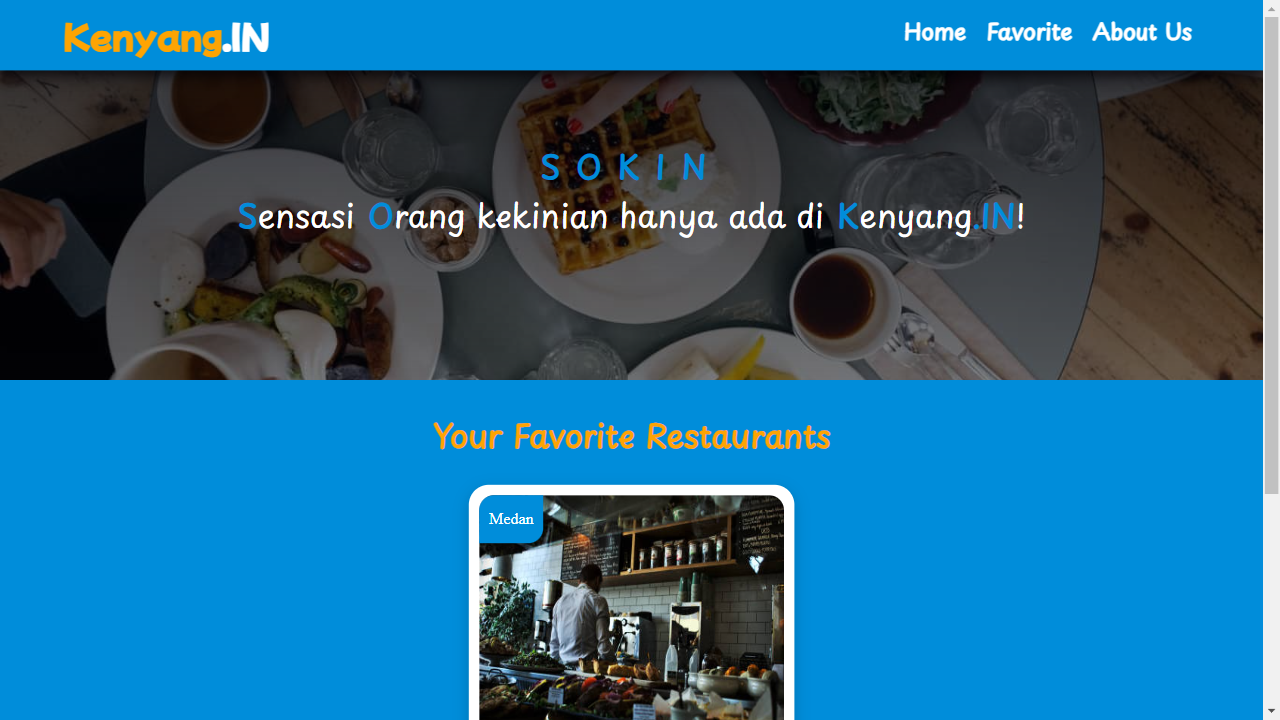 Kenyang.IN
Home Favorite About Us
S O K I N
Sensasi Orang kekinian hanya ada di Kenyang.IN!
Your Favorite Restaurants
Medan